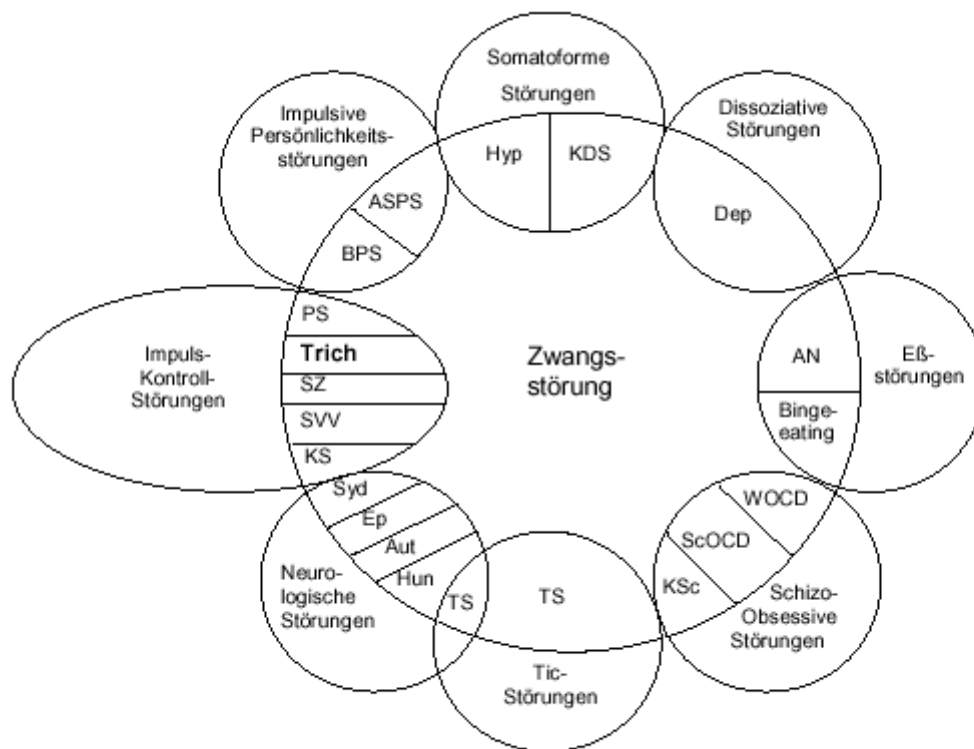 Somatoforme
Störungen
Hyp
KDS
Impulsive
Persönlichkeits-
störungen
ASPS
BPS
Dissoziative
Störungen
Dep
Impuls-
Kontroll-
Störungen
PS
Trich
SZ
SVV
KS
Zwangs-
störung
AN
Binge-
eating
Eß-
störungen
Syd
Ep
Aut
Hun
TS
Neuro-
logische
Störungen
TS
Tic-
Störungen
WOCD
ScOCD
KSc
Schizo-
Obsessive
Störungen